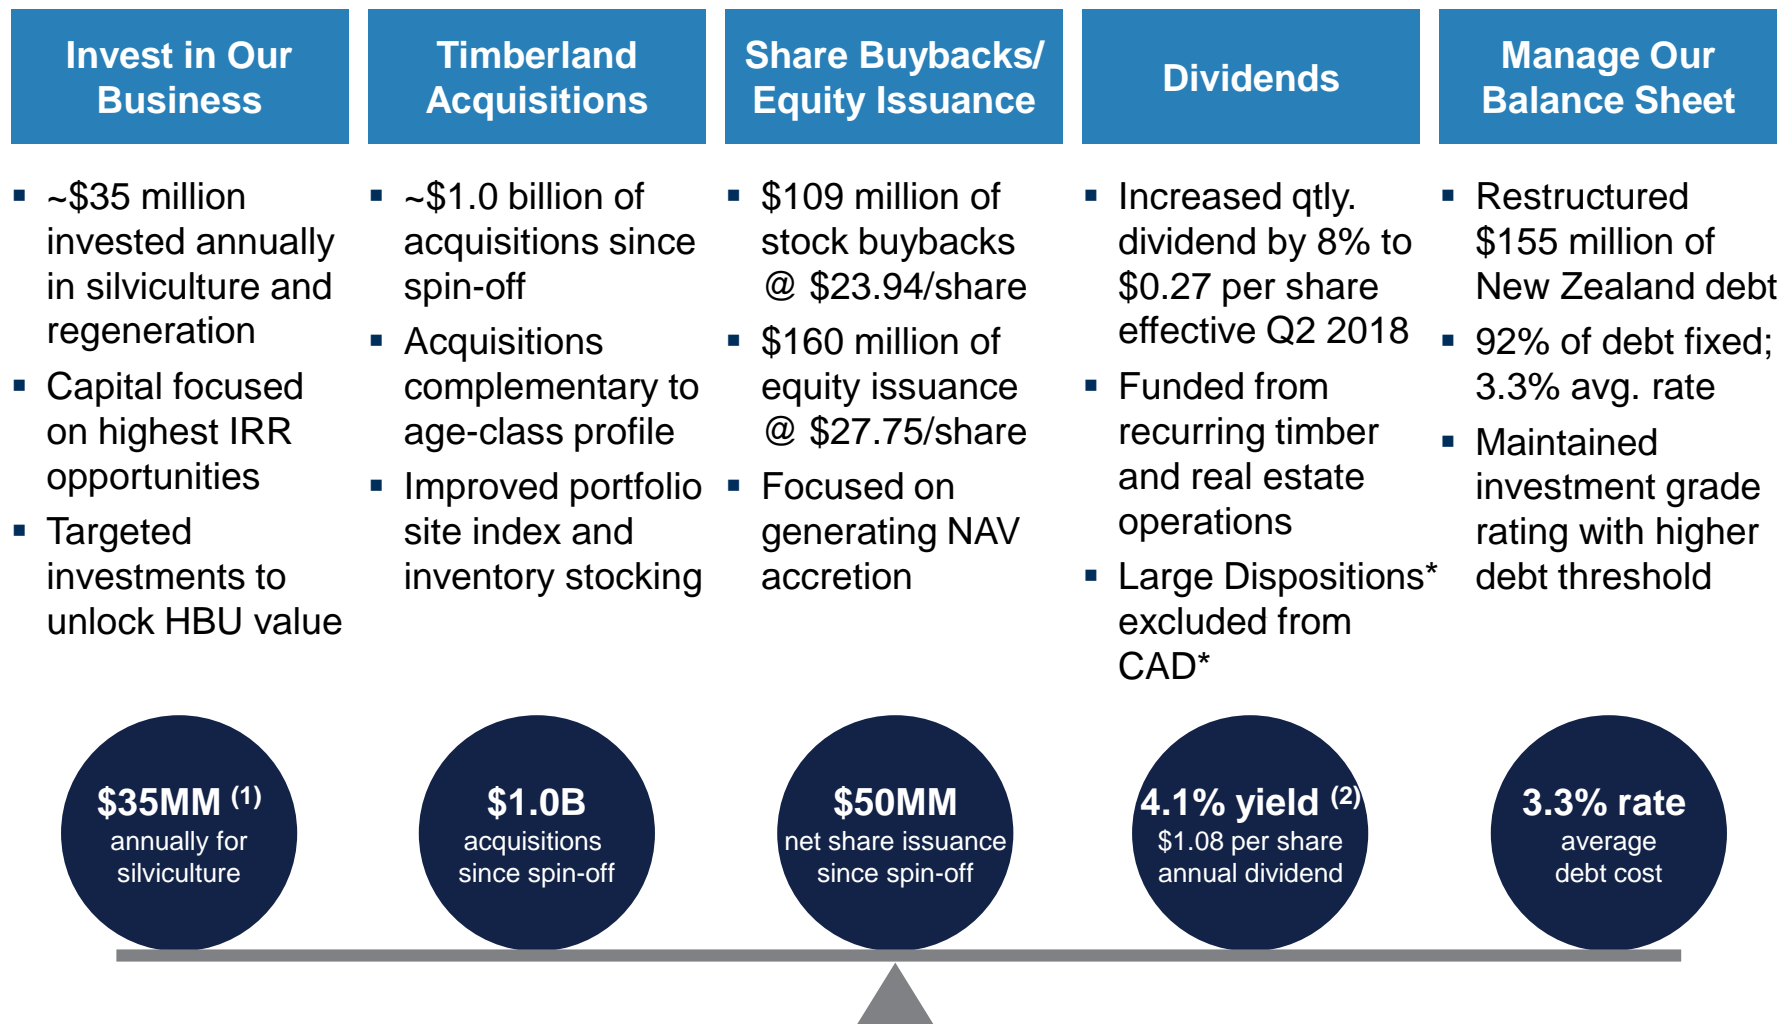 Invest in Our
Business
▪ ~$35 million
invested annually
in silviculture and
regeneration
▪ Capital focused
on highest IRR
opportunities
▪ Targeted
investments to
unlock HBU value
$35MM (1)
annually for
silviculture
Timberland
Acquisitions
▪ ~$1.0 billion of
acquisitions since
spin-off
▪ Acquisitions
complementary to
age-class profile
▪ Improved portfolio
site index and
inventory stocking
$1.0B
acquisitions
since spin-off
Share Buybacks/
Equity Issuance
▪ $109 million of
stock buybacks
@ $23.94/share
▪ $160 million of
equity issuance
@ $27.75/share
▪ Focused on
generating NAV
accretion
$50MM
net share issuance
since spin-off
Dividends
▪ Increased qtly.
dividend by 8% to
$0.27 per share
effective Q2 2018
▪ Funded from
recurring timber
and real estate
operations
▪ Large Dispositions*
excluded from
CAD*
4.1% yield (2)
$1.08 per share
annual dividend
Manage Our
Balance Sheet
▪ Restructured
$155 million of
New Zealand debt
▪ 92% of debt fixed;
3.3% avg. rate
▪ Maintained
investment grade
rating with higher
debt threshold
3.3% rate
average
debt cost